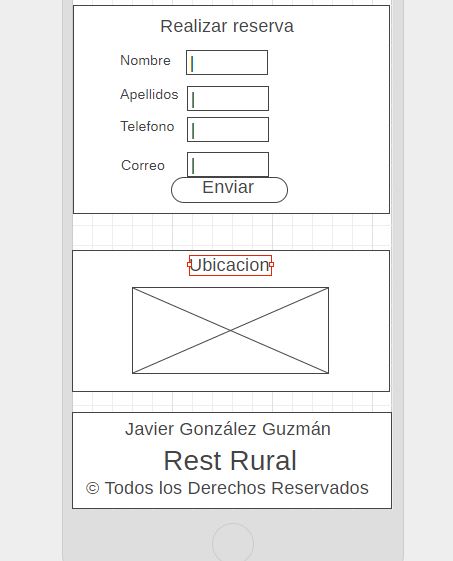 Realizar reserva
Nombre
Apellidos
Telefono
Correo
Enviar
Ubicacion
Javier González Guzmán
Rest Rural
© Todos los Derechos Reservados